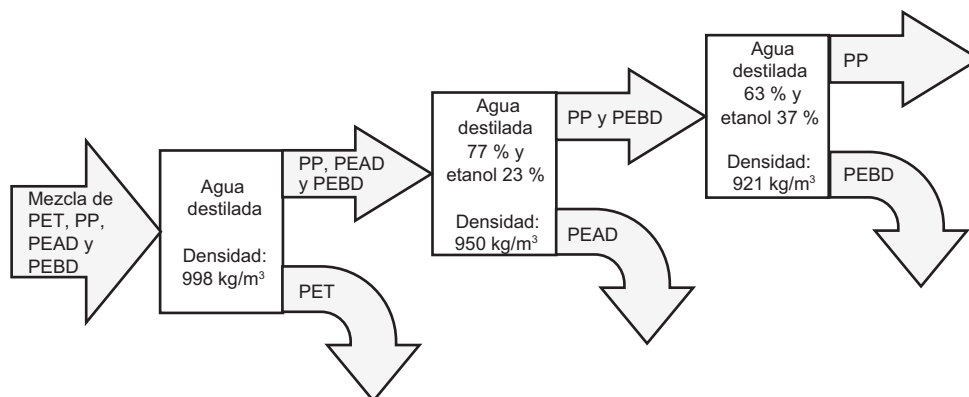 Mezcla de
PET, PP,
PEAD y
PEBD
Agua
destilada
Densidad:
998 kg/m³
PP, PEAD
y PEBD
PET
Agua
destilada
77 % y
etanol 23 %
Densidad:
950 kg/m³
PP y PEBD
PEAD
Agua
destilada
63 % y
etanol 37 %
Densidad:
921 kg/m³
PP
PEBD